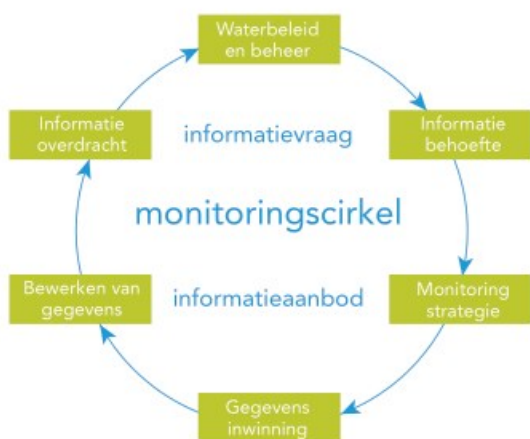 Waterbeleid
en beheer
Informatie
overdracht
informatievraag
Informatie
behoefte
monitoringscirkel
Bewerken van
gegevens
informatieaanbod
Monitoring
strategie
Gegevens
inwinning